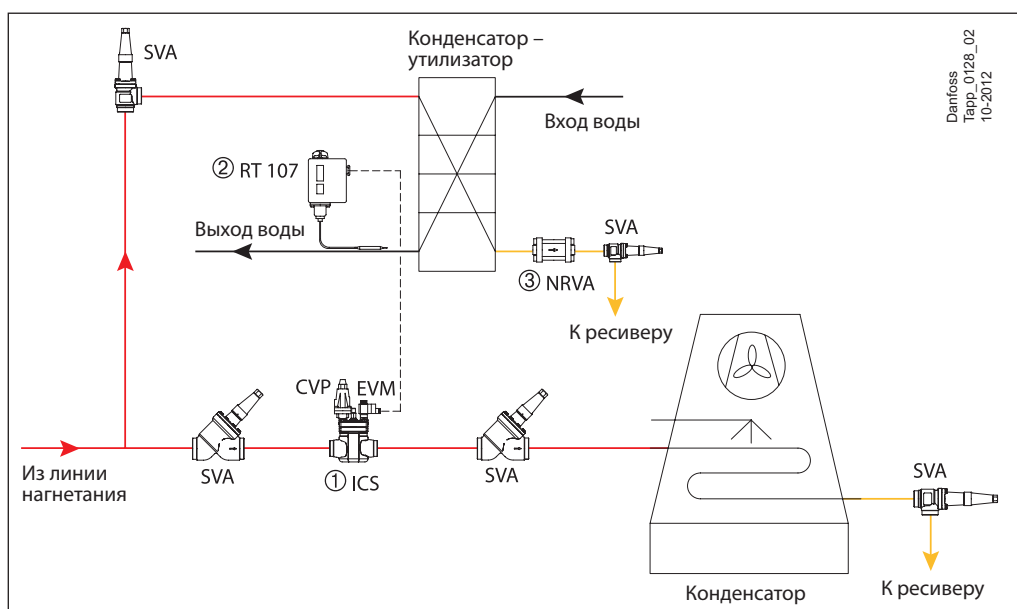 SVA
Конденсатор –
утилизатор
Danfoss
Tapp_0128_02
10-2012
Вход воды
② RT 107
Выход воды
SVA
③ NRVA
К ресиверу
CVP
EVM
Из линии
нагнетания
SVA
① ICS
SVA
SVA
Конденсатор
К ресиверу